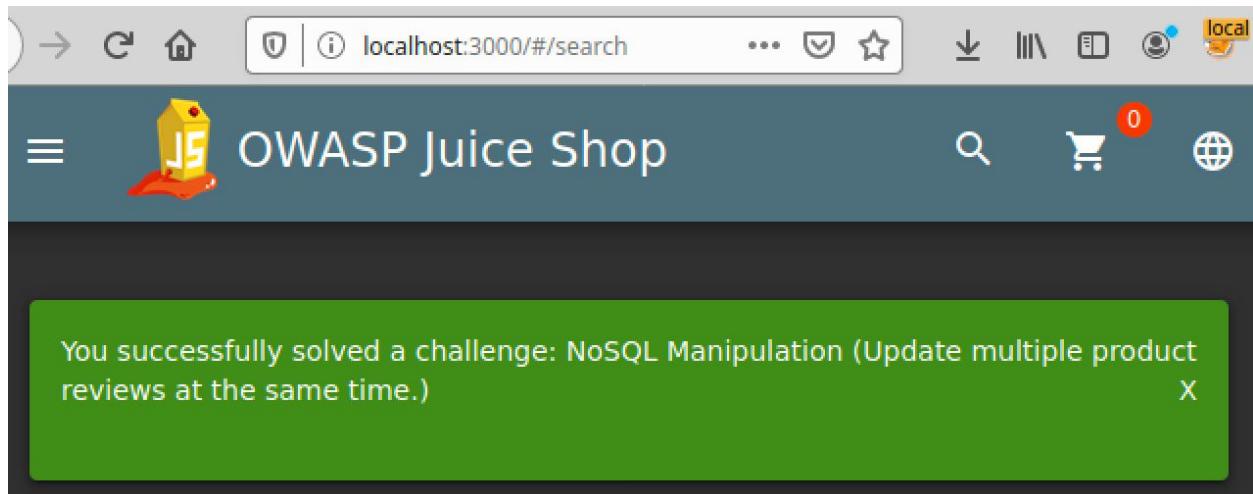 localhost:3000/#/search
local
JS
OWASP Juice Shop
0
You successfully solved a challenge: NoSQL Manipulation (Update multiple product
reviews at the same time.)
X